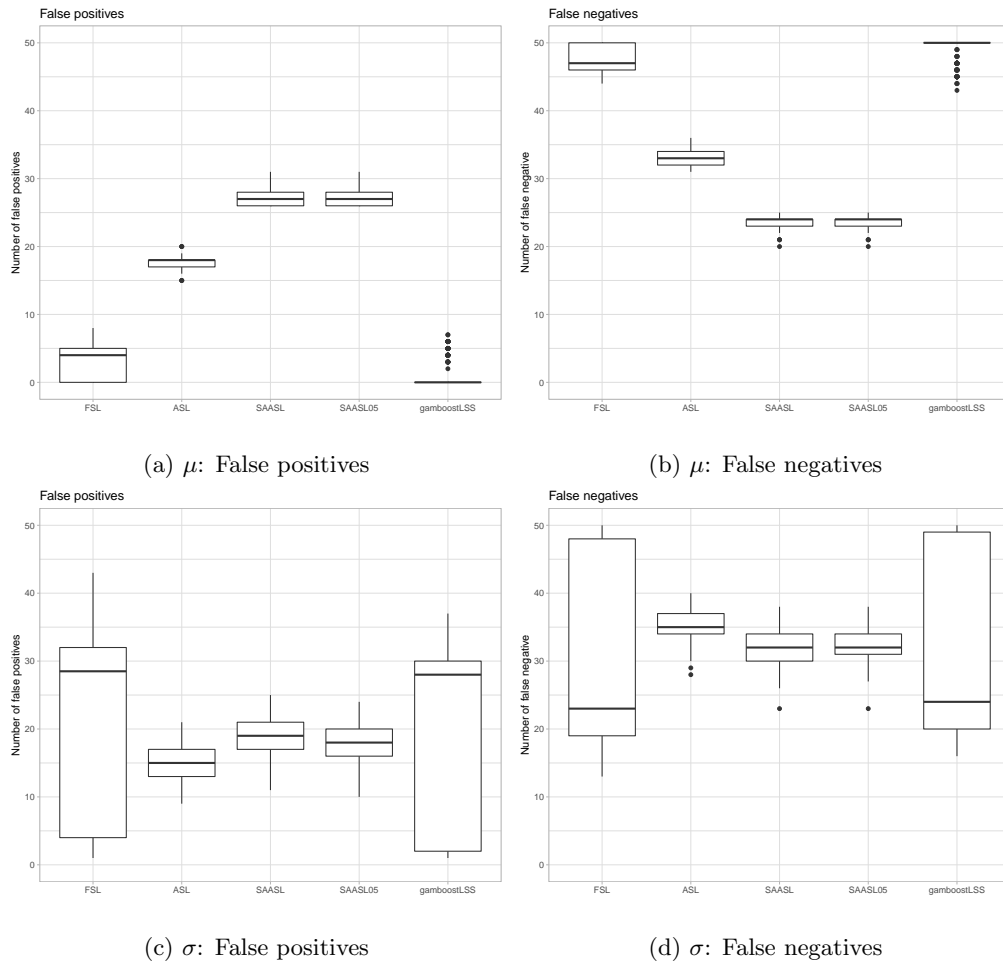 False positives
Number of false positives
50
40
30
20
10
0
FSL ASL SAASL SAASL05 gamboostLSS
(a) μ: False positives
False negatives
Number of false negative
50
40
30
20
10
0
FSL ASL SAASL SAASL05 gamboostLSS
(b) μ: False negatives
False positives
Number of false positives
50
40
30
20
10
0
FSL ASL SAASL SAASL05 gamboostLSS
(c) σ: False positives
False negatives
Number of false negative
50
40
30
20
10
0
FSL ASL SAASL SAASL05 gamboostLSS
(d) σ: False negatives